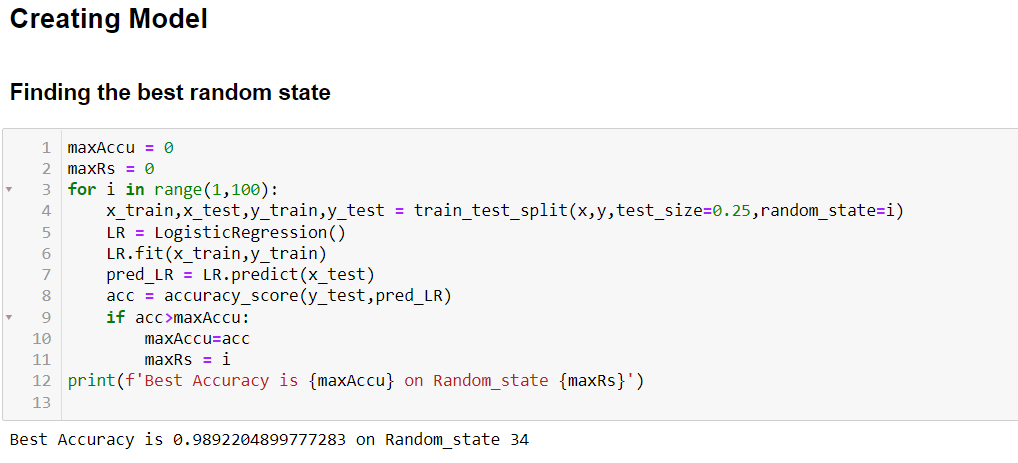 Creating Model
Finding the best random state
1 maxAccu = 0
2 maxRs = 0
3 for i in range(1,100):
4     x_train,x_test,y_train,y_test = train_test_split(x,y,test_size=0.25,random_state=i)
5     LR = LogisticRegression()
6     LR.fit(x_train,y_train)
7     pred_LR = LR.predict(x_test)
8     acc = accuracy_score(y_test,pred_LR)
9     if acc>maxAccu:
10         maxAccu=acc
11         maxRs = i
12 print(f'Best Accuracy is {maxAccu} on Random_state {maxRs}')
13
Best Accuracy is 0.9892204899777283 on Random_state 34